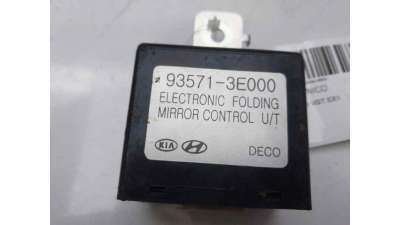 93571-3E000
ELECTRONIC FOLDING
MIRROR CONTROL U/T
KIA
DECO